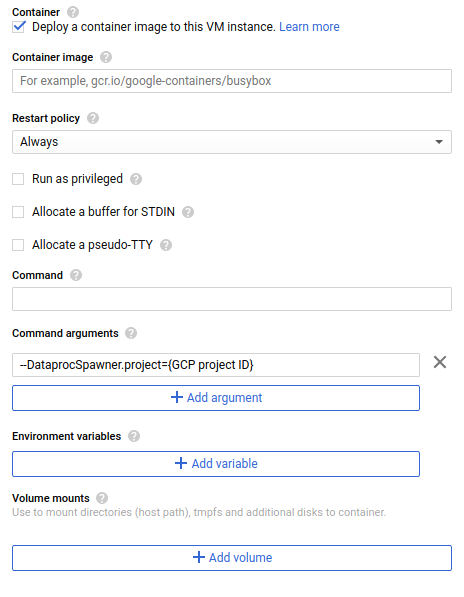 Container
Deploy a container image to this VM instance. Learn more
Container image
For example, gcr.io/google-containers/busybox
Restart policy
Always
Run as privileged
Allocate a buffer for STDIN
Allocate a pseudo-TTY
Command
Command arguments
--DataprocSpawner.project={GCP project ID}
Add argument
Environment variables
Add variable
Volume mounts
Use to mount directories (host path), tmpfs and additional disks to container.
Add volume